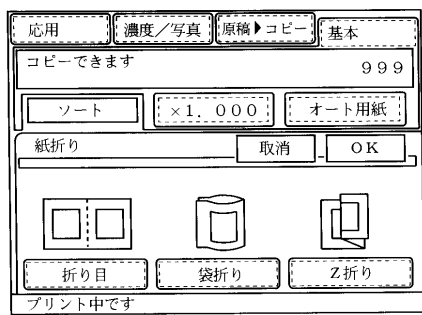 応用 濃度／写真 原稿▶コピー 基本
コピーできます
999
ソート ×1．000 オート用紙
紙折り 取消 OK
折り目 袋折り Z折り
プリント中です